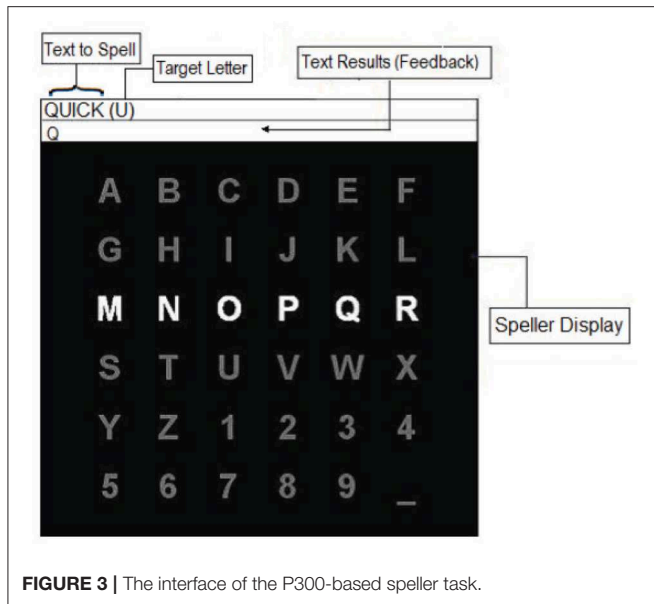 Text to Spell
Target Letter
Text Results (Feedback)
QUICK (U)
Q
A B C D E F
G H I J K L
M N O P Q R
Speller Display
S T U V W X
Y Z 1 2 3 4
5 6 7 8 9 _
FIGURE 3 | The interface of the P300-based speller task.